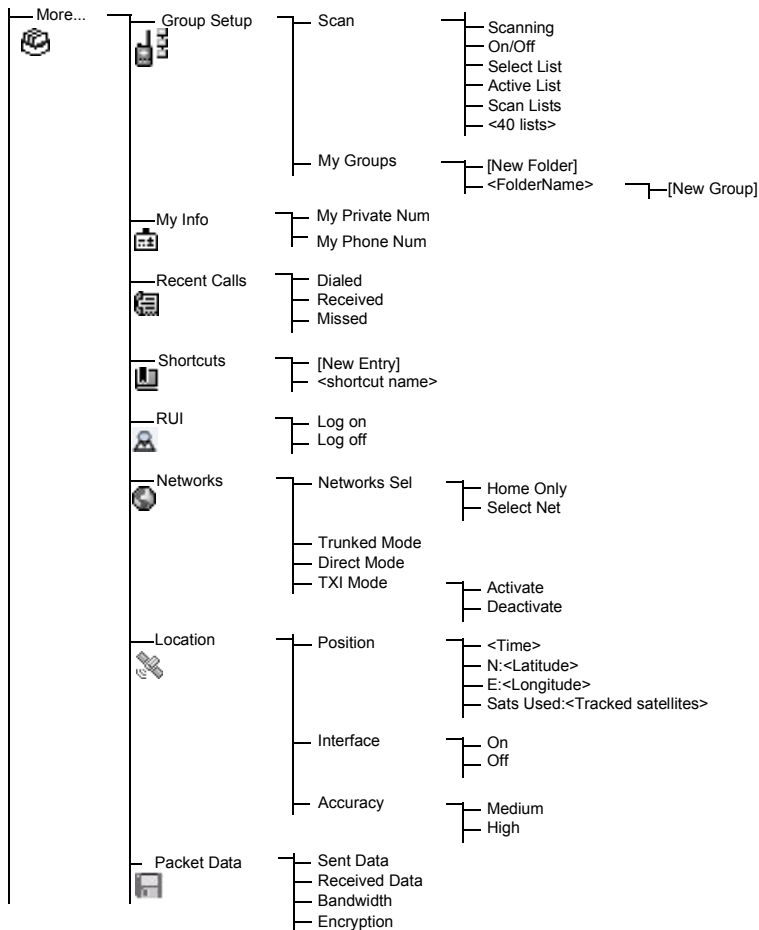 More...
Group Setup
Scan
Scanning
On/Off
Select List
Active List
Scan Lists
<40 lists>
My Groups
[New Folder]
<FolderName>
[New Group]
My Info
My Private Num
My Phone Num
Recent Calls
Dialed
Received
Missed
Shortcuts
[New Entry]
<shortcut name>
RUI
Log on
Log off
Networks
Networks Sel
Home Only
Select Net
Trunked Mode
Direct Mode
TXI Mode
Activate
Deactivate
Location
Position
<Time>
N:<Latitude>
E:<Longitude>
Sats Used:<Tracked satellites>
Interface
On
Off
Accuracy
Medium
High
Packet Data
Sent Data
Received Data
Bandwidth
Encryption